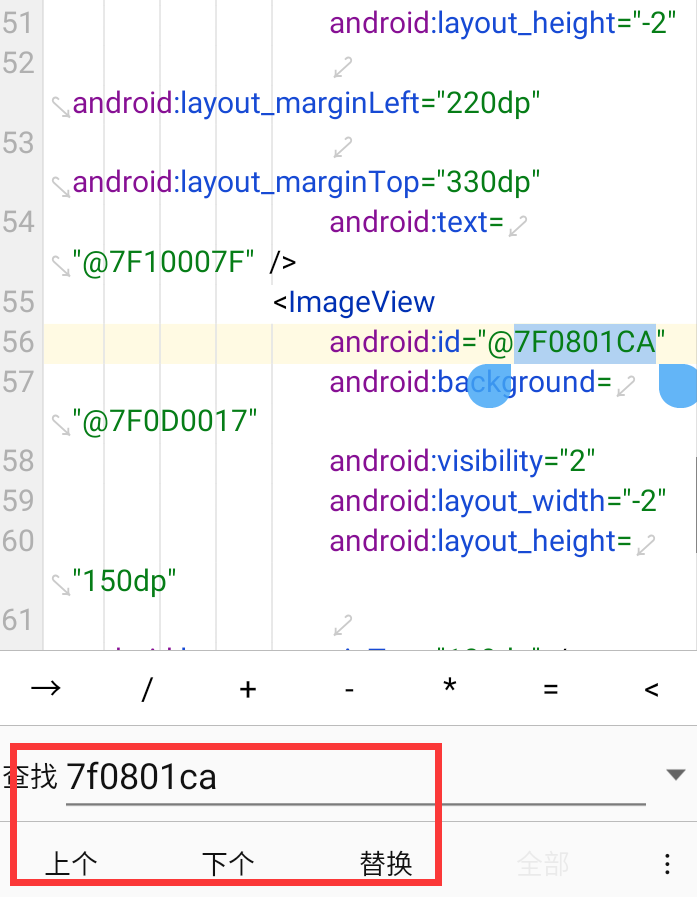 51 android:layout_height="-2"
52
android:layout_marginLeft="220dp"
53
android:layout_marginTop="330dp"
54 android:text=
"@7F10007F" />
55 <ImageView
56 android:id="@7F0801CA"
57 android:background=
"@7F0D0017"
58 android:visibility="2"
59 android:layout_width="-2"
60 android:layout_height=
"150dp"
61
→ / + - * = <
查找 7f0801ca
上个 下个 替换 全部